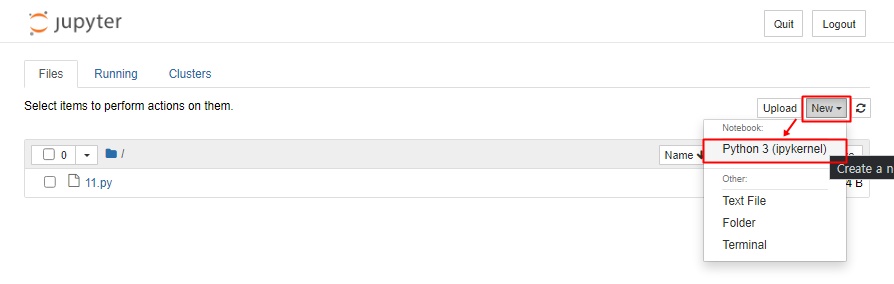 jupyter
Quit Logout
Files Running Clusters
Select items to perform actions on them.
Upload New
Notebook:
0 / Name
Python 3 (ipykernel)
Create a n
11.py
Other:
Text File
Folder
Terminal